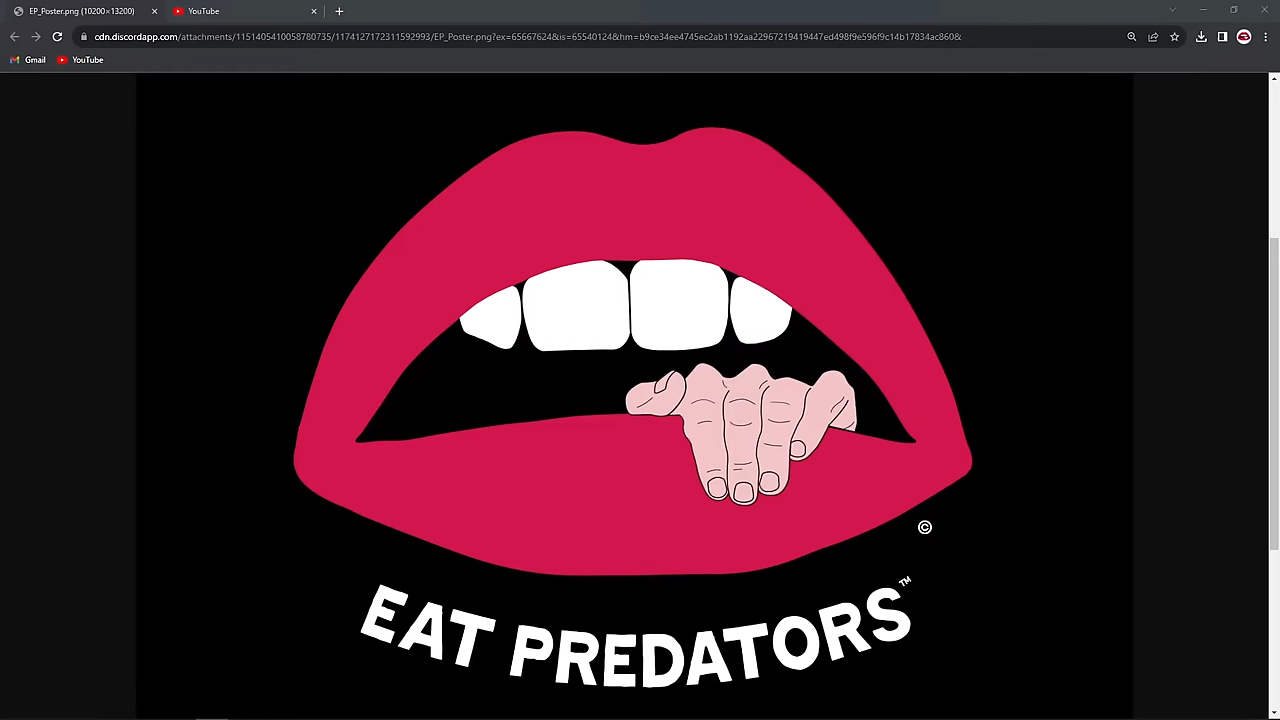 EP_Poster.png (10200×13200)
YouTube
cdn.discordapp.com/attachments/1151405410058780735/1174127172311592993/EP_Poster.png?ex=65667624&is=65540124&hm=b9ce34ee4745ec2ab1192aa22967219419447ed498f9e596f9c14b17834ac860&
Gmail
YouTube
©
EAT PREDATORS™